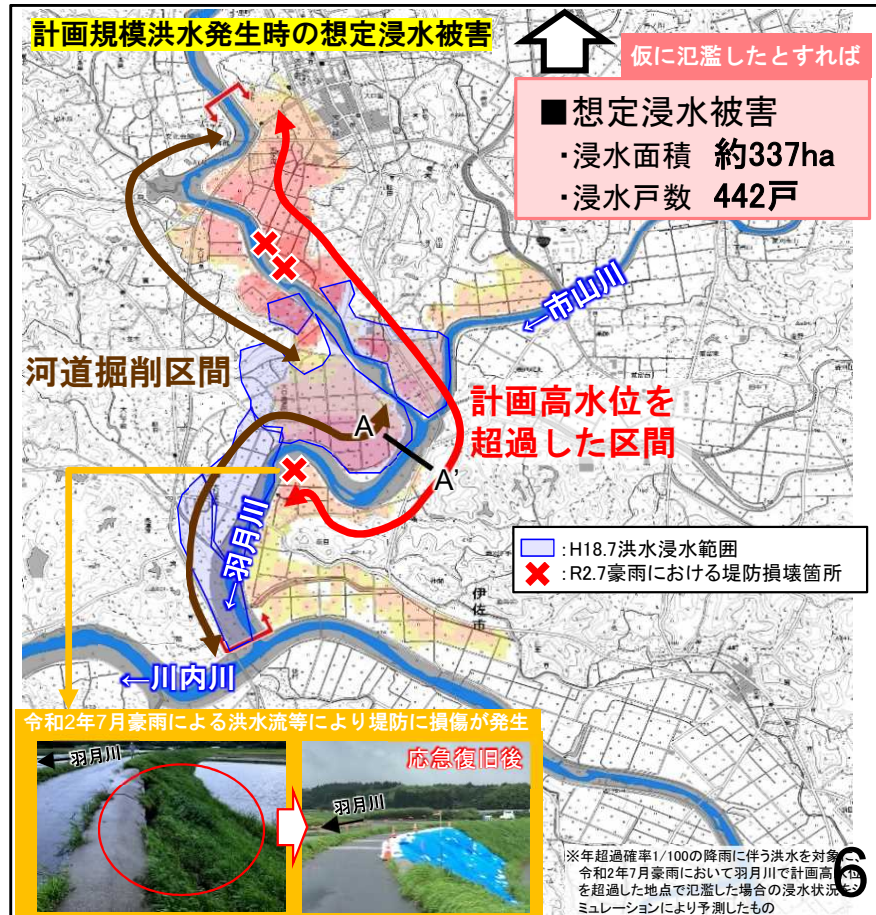 計画規模洪水発生時の想定浸水被害
仮に氾濫したとすれば
■想定浸水被害
・浸水面積 約337ha
・浸水戸数 442戸
←市山川
河道掘削区間
計画高水位を
超過した区間
A
A’
←羽月川
:H18.7洪水浸水範囲
:R2.7豪雨における堤防損壊箇所
伊佐市
←川内川
令和2年7月豪雨による洪水流等により堤防に損傷が発生
羽月川
応急復旧後
羽月川
※年超過確率1/100の降雨に伴う洪水を対象に、
令和2年7月豪雨において羽月川で計画高水位
を超過した地点で氾濫した場合の浸水状況をシ
ミュレーションにより予測したもの
6